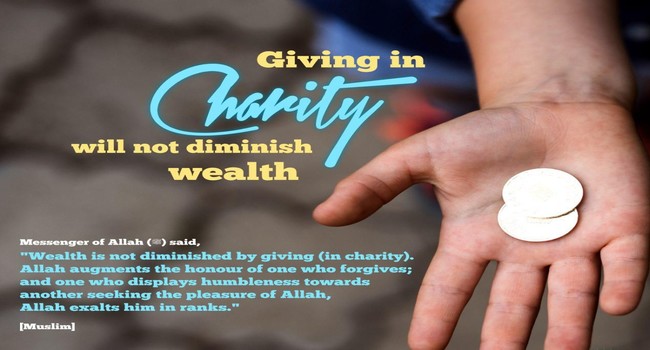 Giving in
Charity
will not diminish
wealth
Messenger of Allah (ﷺ) said,
"Wealth is not diminished by giving (in charity).
Allah augments the honour of one who forgives;
and one who displays humbleness towards
another seeking the pleasure of Allah,
Allah exalts him in ranks."
[Muslim]